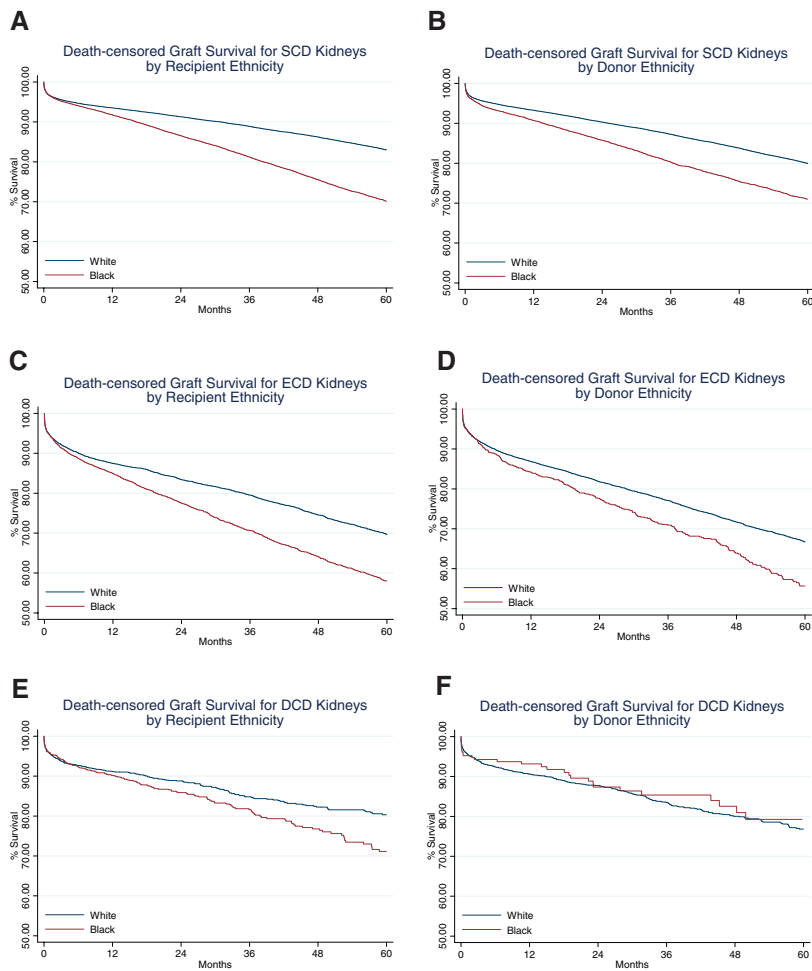 A
Death-censored Graft Survival for SCD Kidneys
by Recipient Ethnicity
100.00
90.00
80.00
70.00
60.00
50.00
% Survival
White
Black
0 12 24 36 48 60
Months
B
Death-censored Graft Survival for SCD Kidneys
by Donor Ethnicity
100.00
90.00
80.00
70.00
60.00
50.00
% Survival
White
Black
0 12 24 36 48 60
Months
C
Death-censored Graft Survival for ECD Kidneys
by Recipient Ethnicity
100.00
90.00
80.00
70.00
60.00
50.00
% Survival
White
Black
0 12 24 36 48 60
Months
D
Death-censored Graft Survival for ECD Kidneys
by Donor Ethnicity
100.00
90.00
80.00
70.00
60.00
50.00
% Survival
White
Black
0 12 24 36 48 60
Months
E
Death-censored Graft Survival for DCD Kidneys
by Recipient Ethnicity
100.00
90.00
80.00
70.00
60.00
50.00
% Survival
White
Black
0 12 24 36 48 60
Months
F
Death-censored Graft Survival for DCD Kidneys
by Donor Ethnicity
100.00
90.00
80.00
70.00
60.00
50.00
% Survival
White
Black
0 12 24 36 48 60
Months